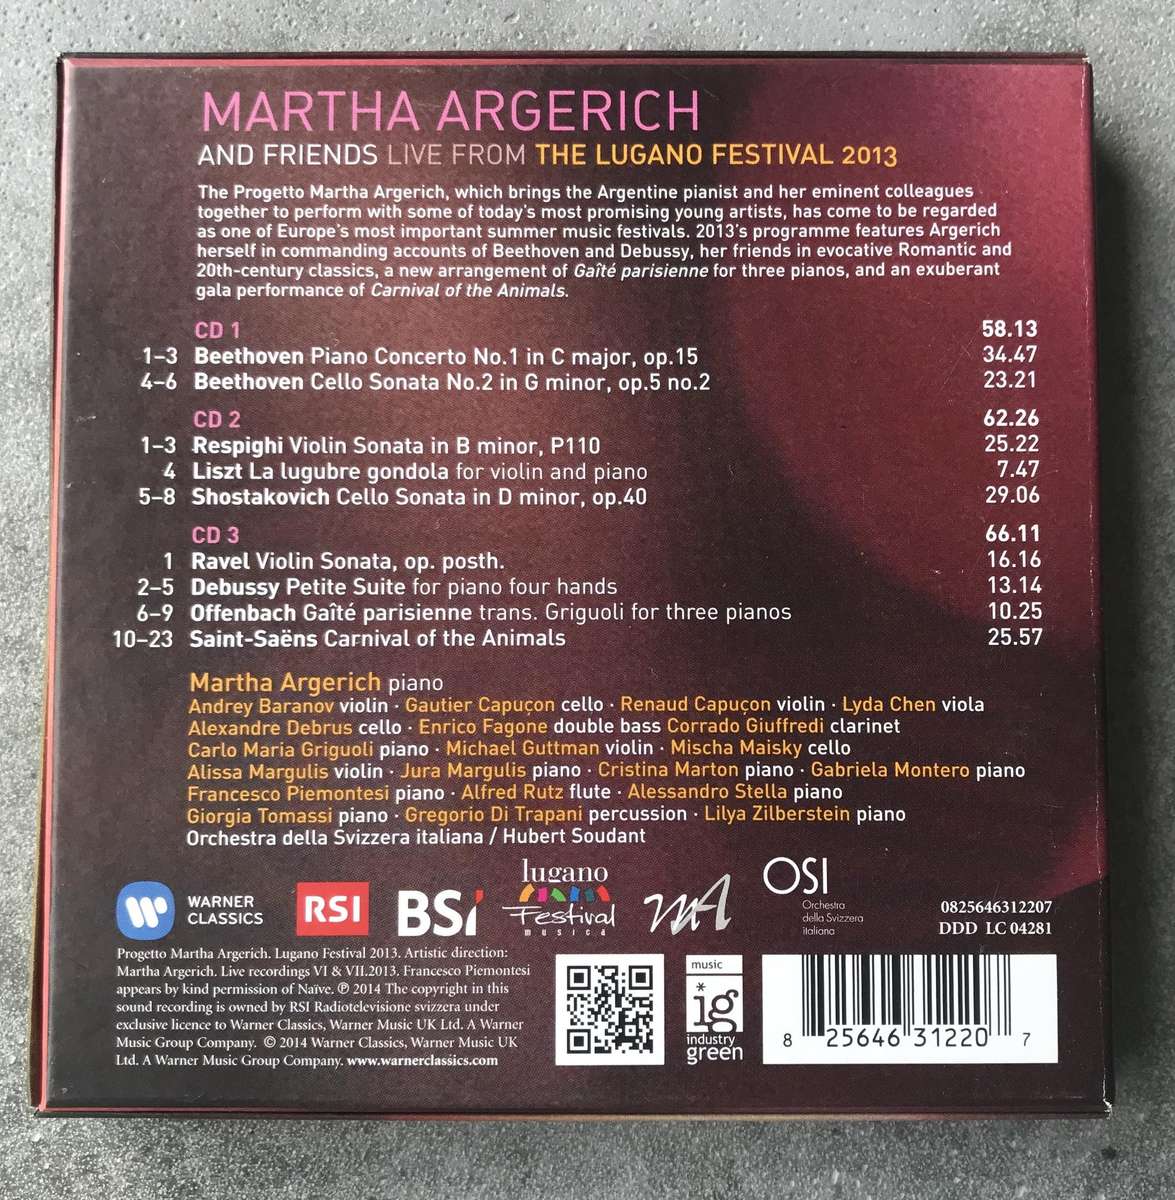 MARTHA ARGERICH
AND FRIENDS LIVE FROM THE LUGANO FESTIVAL 2013
The Progetto Martha Argerich, which brings the Argentine pianist and her eminent colleagues
together to perform with some of today's most promising young artists, has come to be regarded
as one of Europe's most important summer music festivals. 2013's programme features Argerich
herself in commanding accounts of Beethoven and Debussy, her friends in evocative Romantic and
20th-century classics, a new arrangement of Gaîté parisienne for three pianos, and an exuberant
gala performance of Carnival of the Animals.
CD 1 58.13
1–3 Beethoven Piano Concerto No.1 in C major, op.15 34.47
4–6 Beethoven Cello Sonata No.2 in G minor, op.5 no.2 23.21
CD 2 62.26
1–3 Respighi Violin Sonata in B minor, P110 25.22
4 Liszt La lugubre gondola for violin and piano 7.47
5–8 Shostakovich Cello Sonata in D minor, op.40 29.06
CD 3 66.11
1 Ravel Violin Sonata, op. posth. 16.16
2–5 Debussy Petite Suite for piano four hands 13.14
6–9 Offenbach Gaîté parisienne trans. Griguoli for three pianos 10.25
10–23 Saint-Saëns Carnival of the Animals 25.57
Martha Argerich piano
Andrey Baranov violin · Gautier Capuçon cello · Renaud Capuçon violin · Lyda Chen viola
Alexandre Debrus cello · Enrico Fagone double bass Corrado Giuffredi clarinet
Carlo Maria Griguoli piano · Michael Guttman violin · Mischa Maisky cello
Alissa Margulis violin · Jura Margulis piano · Cristina Marton piano · Gabriela Montero piano
Francesco Piemontesi piano · Alfred Rutz flute · Alessandro Stella piano
Giorgia Tomassi piano · Gregorio Di Trapani percussion · Lilya Zilberstein piano
Orchestra della Svizzera italiana / Hubert Soudant
WARNER
CLASSICS
RSI
BSI
lugano
Festival
musica
MA
OSI
Orchestra
della Svizzera
italiana
0825646312207
DDD LC 04281
Progetto Martha Argerich. Lugano Festival 2013. Artistic direction:
Martha Argerich. Live recordings VI & VII.2013. Francesco Piemontesi
appears by kind permission of Naïve. ℗ 2014 The copyright in this
sound recording is owned by RSI Radiotelevisione svizzera under
exclusive licence to Warner Classics, Warner Music UK Ltd. A Warner
Music Group Company. © 2014 Warner Classics, Warner Music UK
Ltd. A Warner Music Group Company. www.warnerclassics.com
music
*ig
industry
green
8 25646 31220 7